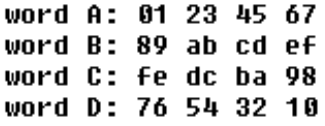 word A: 01 23 45 67
word B: 89 ab cd ef
word C: fe dc ba 98
word D: 76 54 32 10